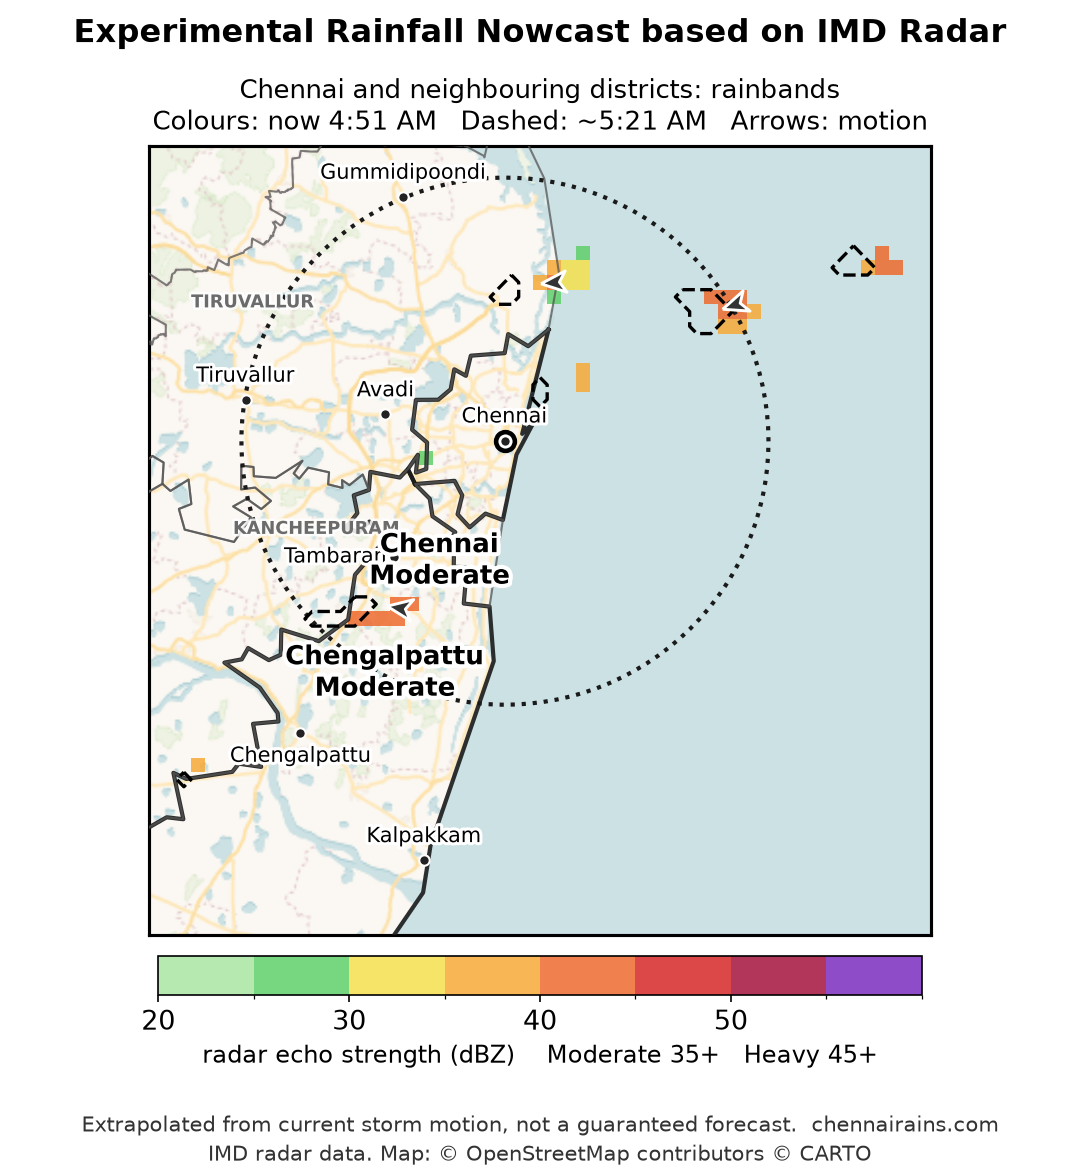 Experimental Rainfall Nowcast based on IMD Radar
Chennai and neighbouring districts: rainbands
Colours: now 4:51 AM   Dashed: ~5:21 AM   Arrows: motion
Gummidipoondi
TIRUVALLUR
Tiruvallur
Avadi
Chennai
KANCHEEPURAM
Tambaram
Chennai
Moderate
Chengalpattu
Moderate
Chengalpattu
Kalpakkam
20 30 40 50
radar echo strength (dBZ)    Moderate 35+   Heavy 45+
Extrapolated from current storm motion, not a guaranteed forecast.  chennairains.com
IMD radar data. Map: © OpenStreetMap contributors © CARTO